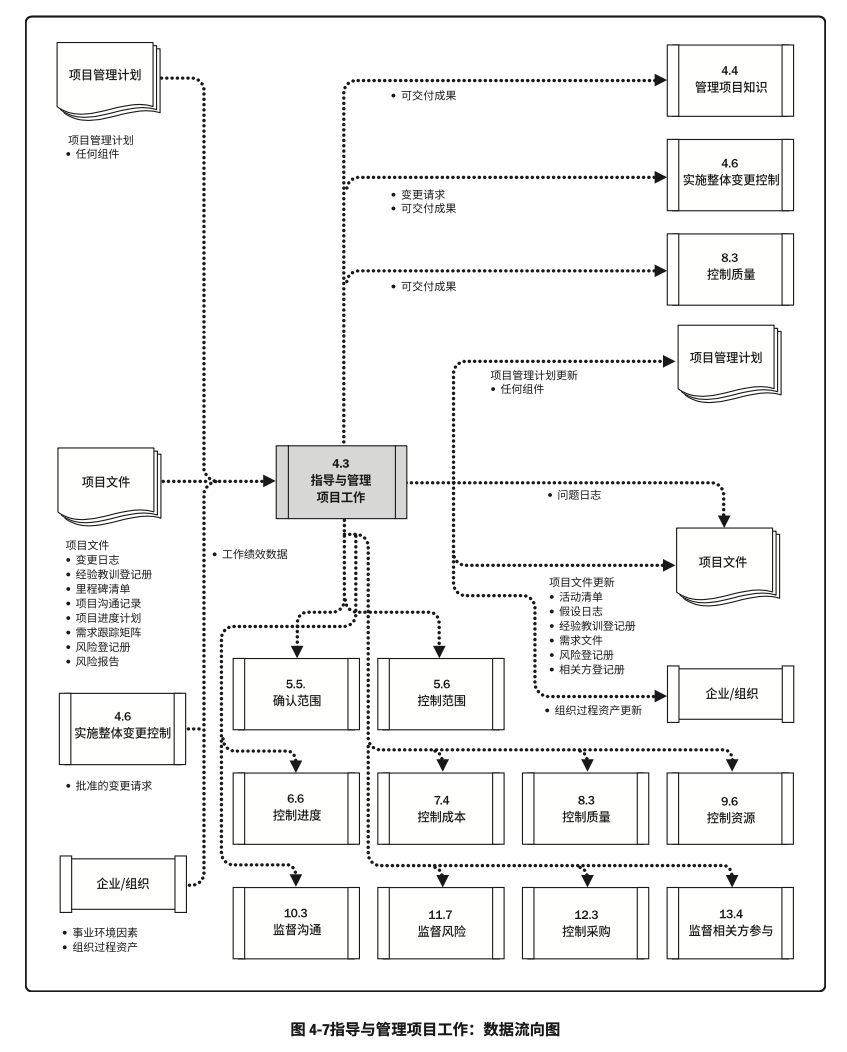 项目管理计划
项目管理计划
• 任何组件
4.4
管理项目知识
• 可交付成果
4.6
实施整体变更控制
• 变更请求
• 可交付成果
8.3
控制质量
• 可交付成果
项目管理计划
项目管理计划更新
• 任何组件
项目文件
4.3
指导与管理
项目工作
• 问题日志
项目文件
项目文件
• 变更日志
• 经验教训登记册
• 里程碑清单
• 项目沟通记录
• 项目进度计划
• 需求跟踪矩阵
• 风险登记册
• 风险报告
• 工作绩效数据
项目文件更新
• 活动清单
• 假设日志
• 经验教训登记册
• 需求文件
• 风险登记册
• 相关方登记册
5.5.
确认范围
5.6
控制范围
企业/组织
• 组织过程资产更新
4.6
实施整体变更控制
• 批准的变更请求
6.6
控制进度
7.4
控制成本
8.3
控制质量
9.6
控制资源
企业/组织
• 事业环境因素
• 组织过程资产
10.3
监督沟通
11.7
监督风险
12.3
控制采购
13.4
监督相关方参与
图 4-7指导与管理项目工作：数据流向图